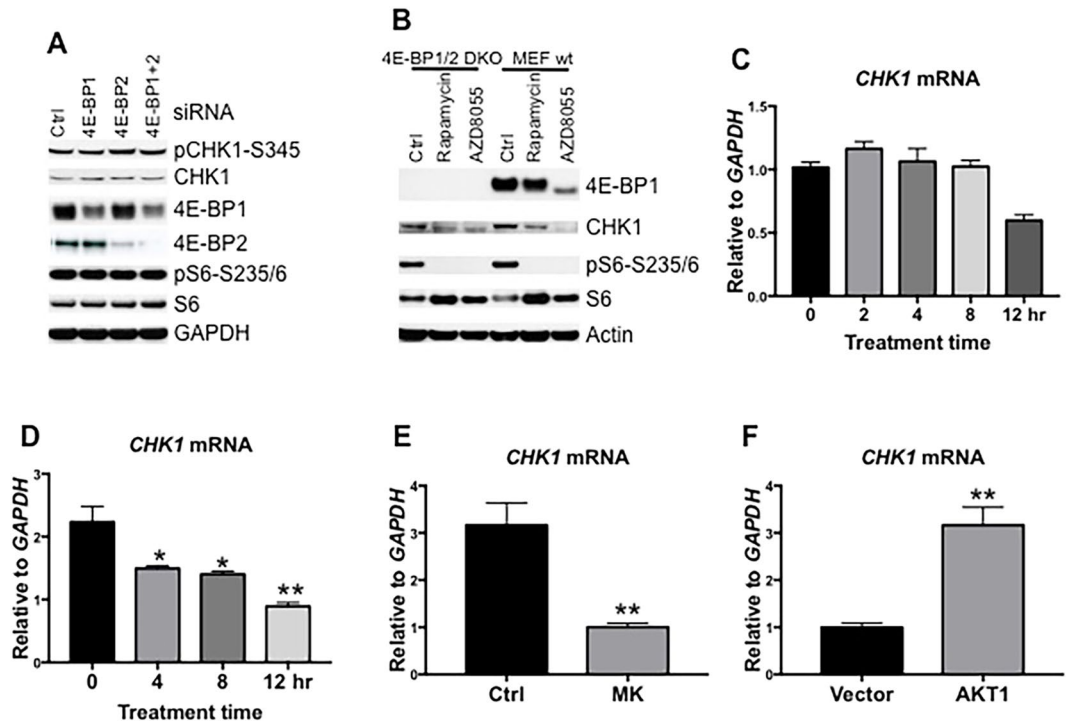 A
Ctrl
4E-BP1
4E-BP2
4E-BP1+2
siRNA
pCHK1-S345
CHK1
4E-BP1
4E-BP2
pS6-S235/6
S6
GAPDH
B
4E-BP1/2 DKO MEF wt
Ctrl
Rapamycin
AZD8055
Ctrl
Rapamycin
AZD8055
4E-BP1
CHK1
pS6-S235/6
S6
Actin
C
CHK1 mRNA
Relative to GAPDH
1.5
1.0
0.5
0.0
0 2 4 8 12 hr
Treatment time
D
CHK1 mRNA
Relative to GAPDH
3
2
1
0
* * **
0 4 8 12 hr
Treatment time
E
CHK1 mRNA
Relative to GAPDH
4
3
2
1
0
**
Ctrl MK
F
CHK1 mRNA
Relative to GAPDH
4
3
2
1
0
**
Vector AKT1